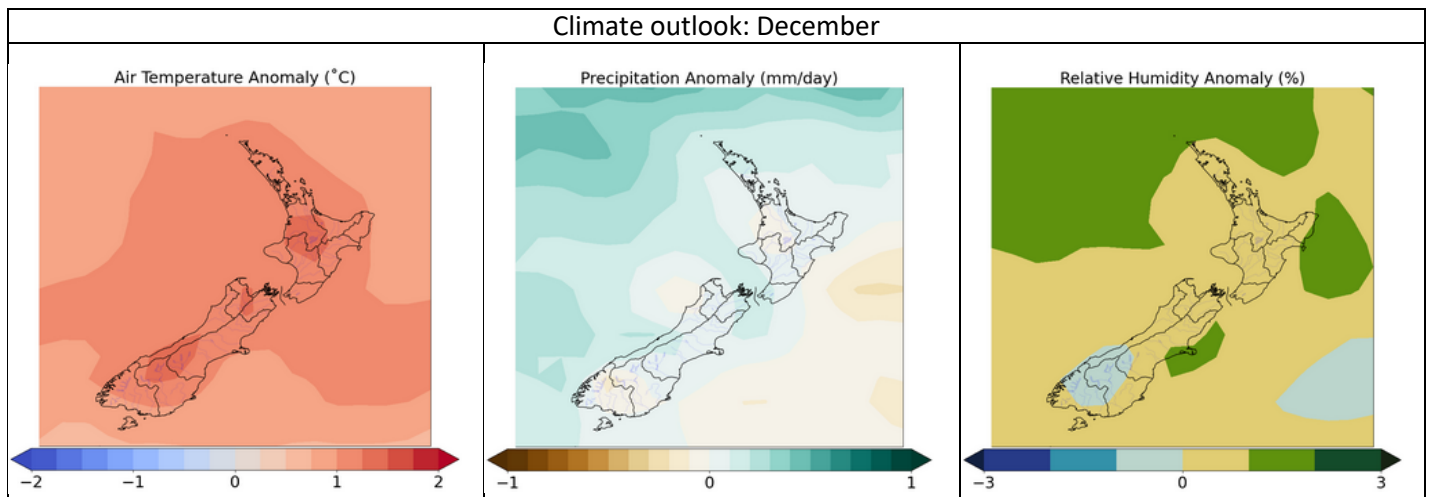 Climate outlook: December
Air Temperature Anomaly (˚C)
Precipitation Anomaly (mm/day)
Relative Humidity Anomaly (%)
−2 −1 0 1 2
−1 0 1
−3 0 3